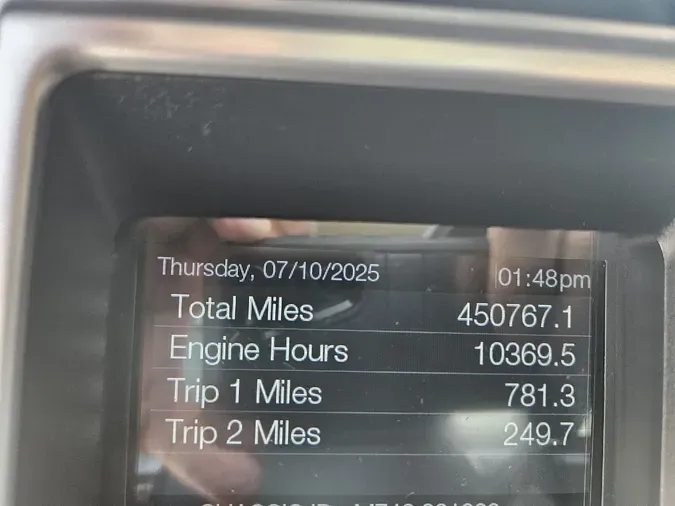 Thursday, 07/10/2025 01:48pm
Total Miles 450767.1
Engine Hours 10369.5
Trip 1 Miles 781.3
Trip 2 Miles 249.7